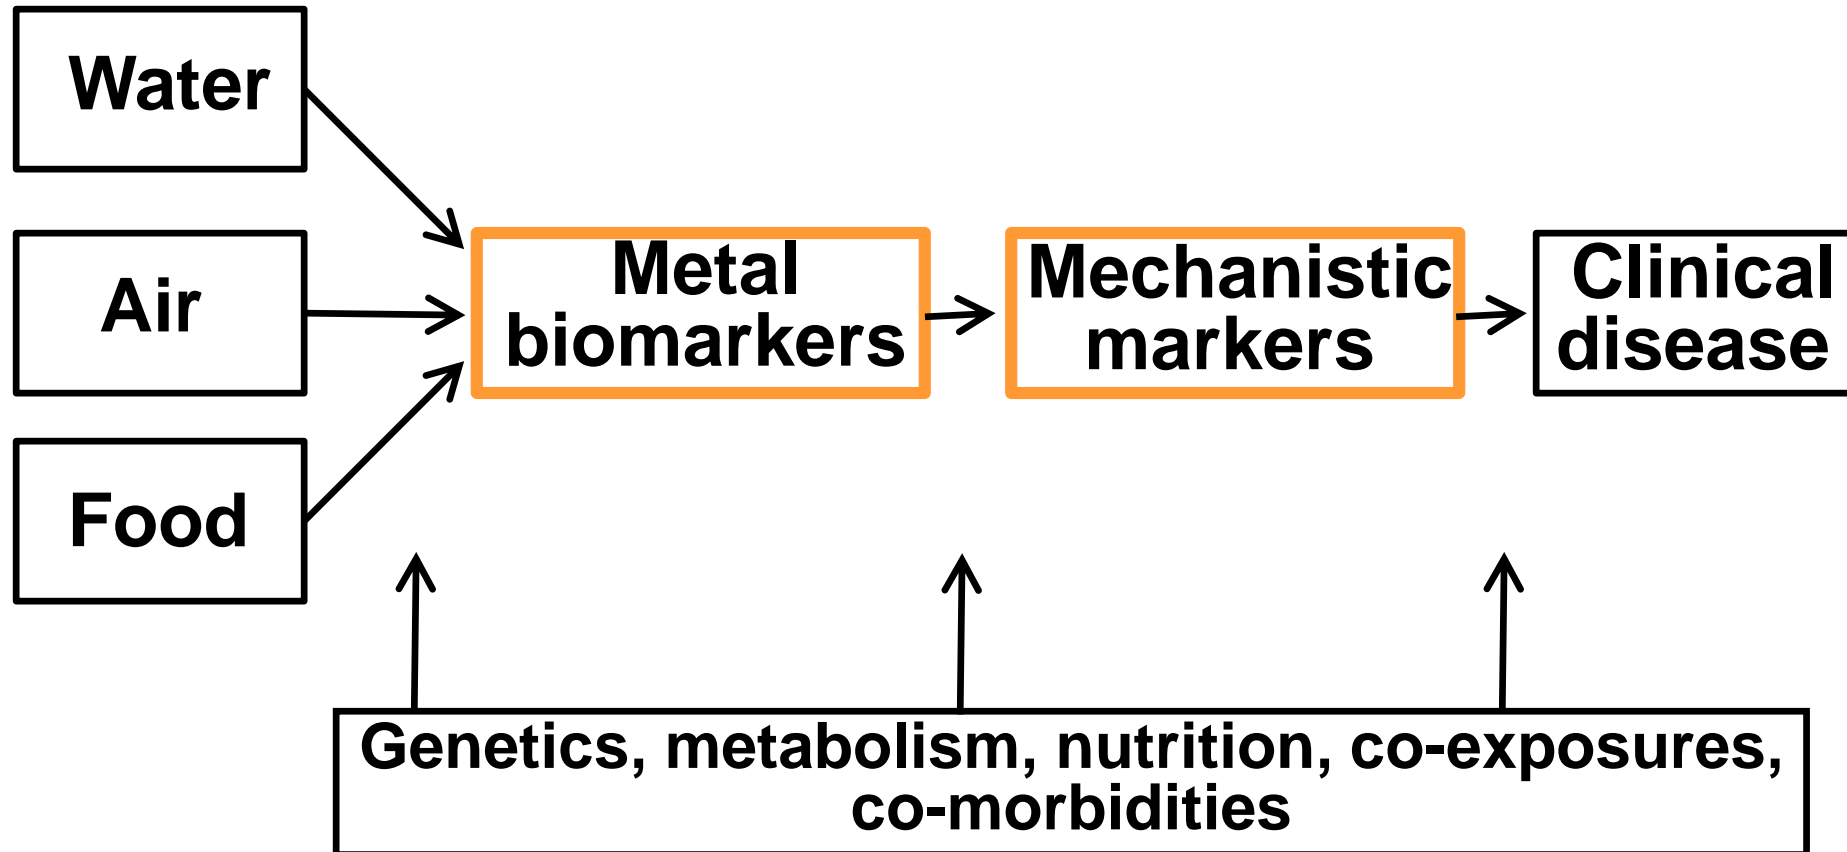 Water
Air
Food
Metal
biomarkers
Mechanistic
markers
Clinical
disease
Genetics, metabolism, nutrition, co-exposures,
co-morbidities